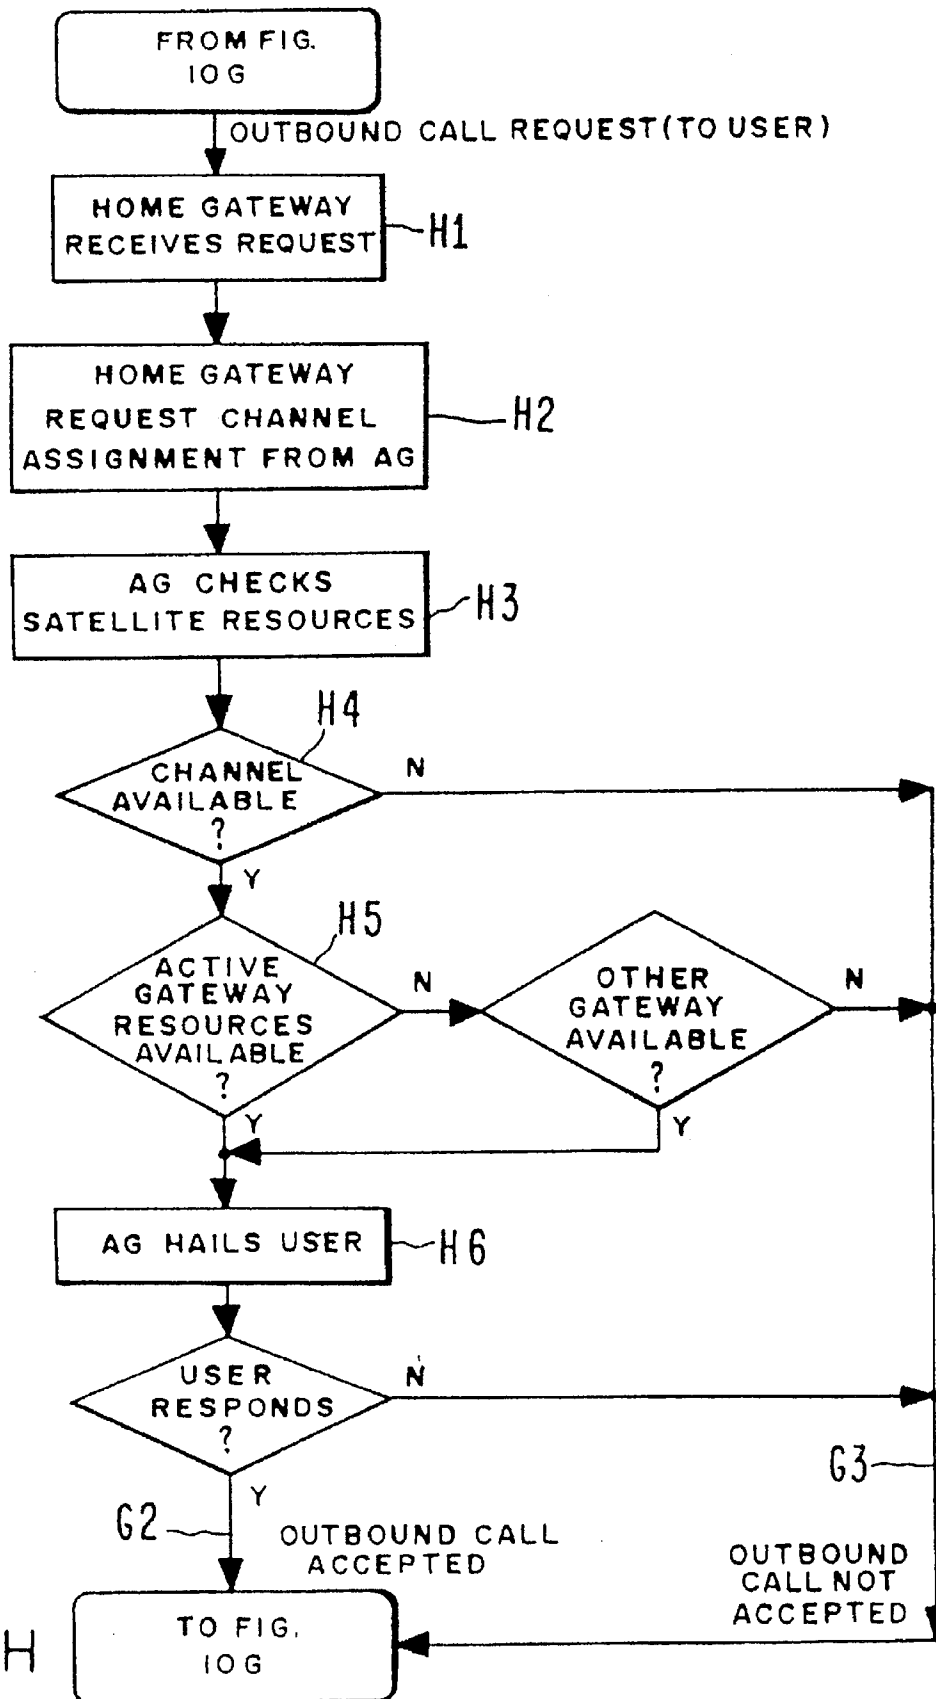 FROM FIG.
10G
OUTBOUND CALL REQUEST(TO USER)
HOME GATEWAY
RECEIVES REQUEST
H1
HOME GATEWAY
REQUEST CHANNEL
ASSIGNMENT FROM AG
H2
AG CHECKS
SATELLITE RESOURCES
H3
H4
CHANNEL
AVAILABLE
?
N
Y
H5
ACTIVE
GATEWAY
RESOURCES
AVAILABLE
?
N
Y
OTHER
GATEWAY
AVAILABLE
?
N
Y
AG HAILS USER
H6
USER
RESPONDS
?
N
Y
G3
G2
OUTBOUND CALL
ACCEPTED
OUTBOUND
CALL NOT
ACCEPTED
TO FIG.
10G
H